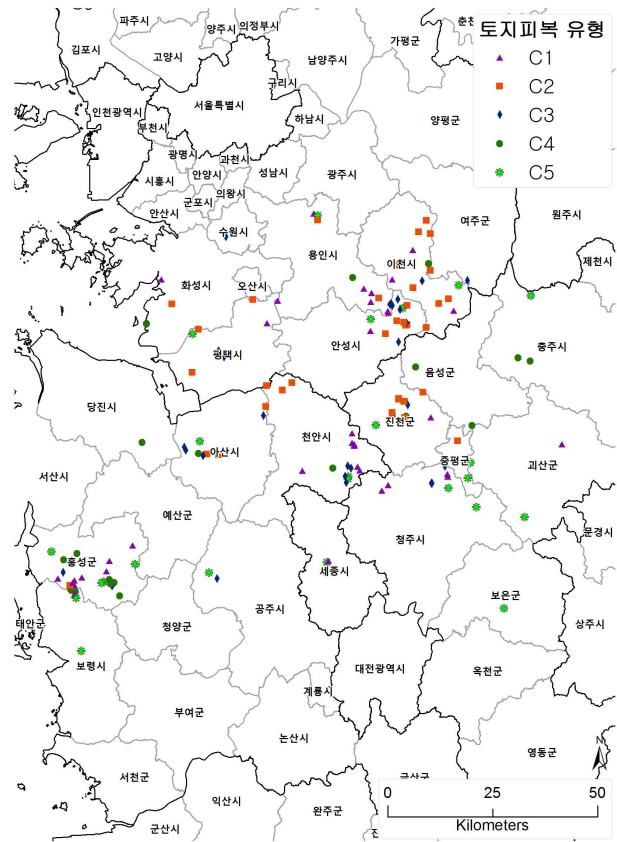 파주시
양주시
의정부시
춘천
가평군
김포시
고양시
남양주시
구리시
서울특별시
인천광역시
부천시
하남시
양평군
광명시
과천시
시흥시
안양시
성남시
광주시
의왕시
군포시
안산시
수원시
여주군
원주시
용인시
이천시
제천시
화성시
오산시
안성시
충주시
평택시
음성군
당진시
천안시
진천군
아산시
서산시
증평군
괴산군
예산군
청주시
문경시
홍성군
세종시
공주시
보은군
태안군
청양군
상주시
보령시
대전광역시
옥천군
계룡시
부여군
논산시
영동군
서천군
금산군
익산시
완주군
군산시
토지피복 유형
C1
C2
C3
C4
C5
N
0 25 50
Kilometers